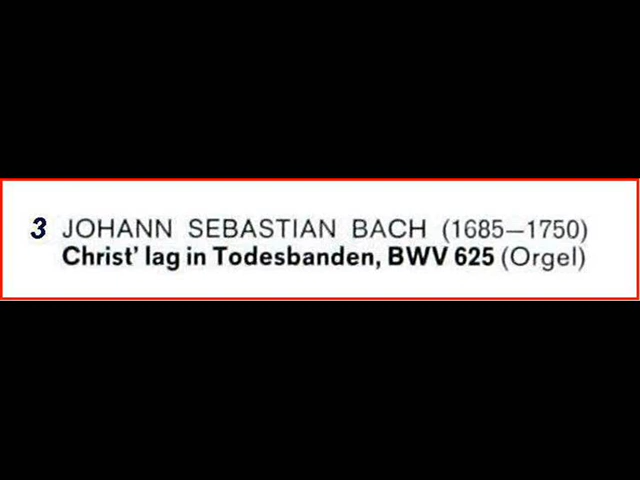 3 JOHANN SEBASTIAN BACH (1685–1750)
Christ' lag in Todesbanden, BWV 625 (Orgel)